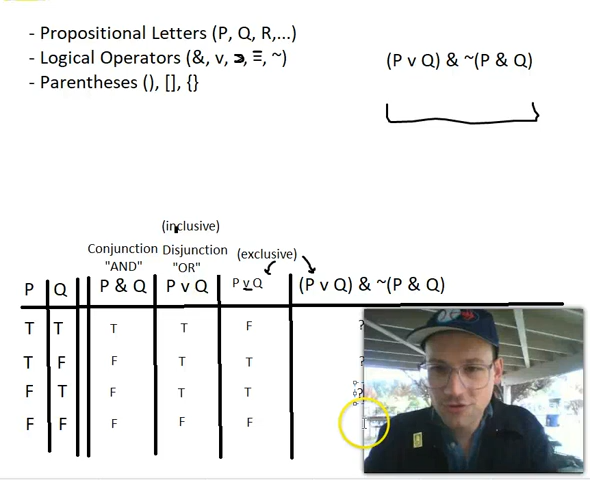 - Propositional Letters (P, Q, R,...)
- Logical Operators (&, v, ⊃, ≡, ~)
- Parentheses (), [], {}
(P v Q) & ~(P & Q)
(inclusive)
Conjunction Disjunction (exclusive)
"AND" "OR"
P Q P & Q P v Q P v Q (P v Q) & ~(P & Q)
T T T T F ?
T F F T T ?
F T F T T ?
F F F F F